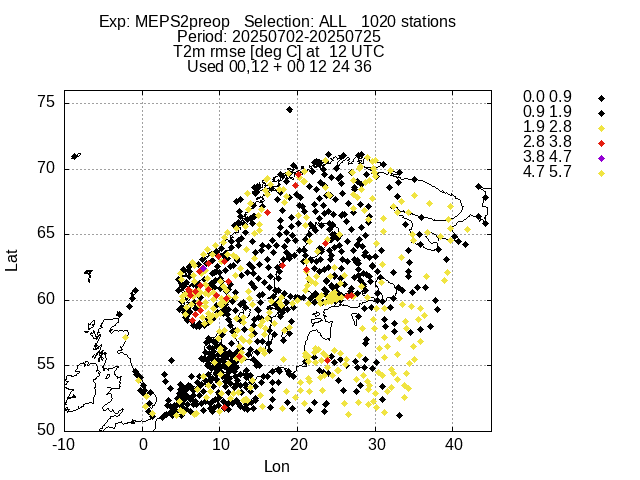 Exp: MEPS2preop   Selection: ALL   1020 stations
Period: 20250702-20250725
T2m rmse [deg C] at  12 UTC
Used 00,12 + 00 12 24 36
0.0 0.9
0.9 1.9
1.9 2.8
2.8 3.8
3.8 4.7
4.7 5.7
75
70
65
60
55
50
Lat
-10 0 10 20 30 40
Lon